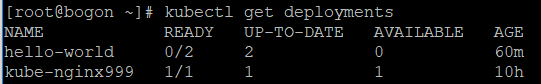 [root@bogon ~]# kubectl get deployments
NAME READY UP-TO-DATE AVAILABLE AGE
hello-world 0/2 2 0 60m
kube-nginx999 1/1 1 1 10h